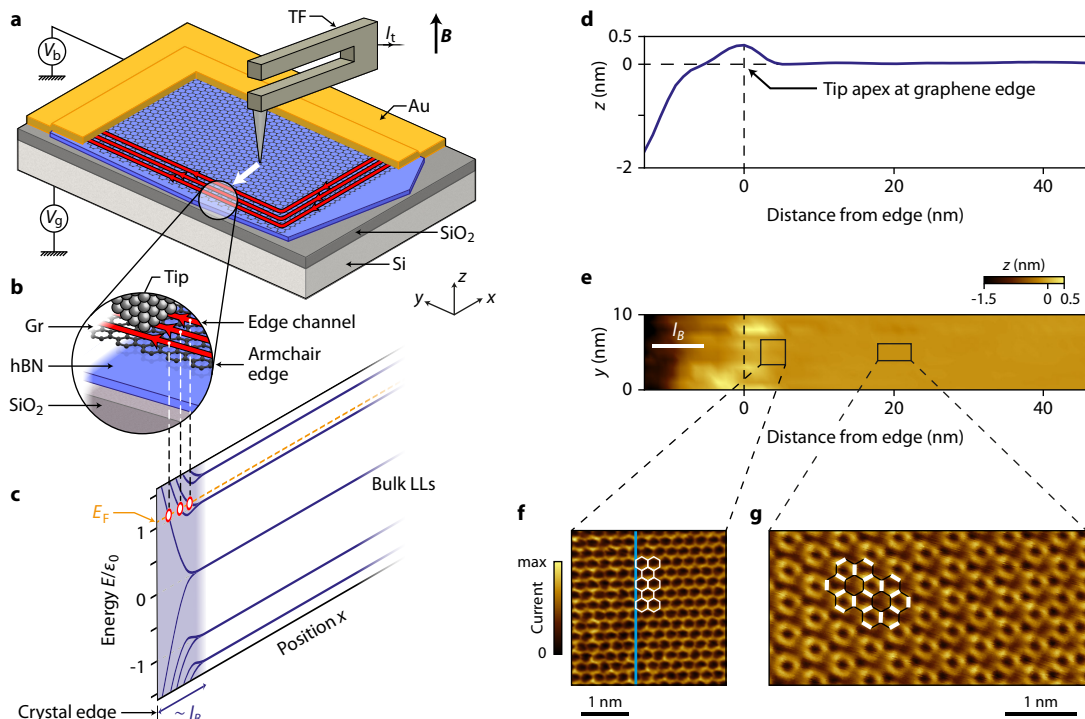 a
TF
I_t
B
V_b
Au
V_g
SiO₂
Si
z
y
x
b
Tip
Gr
Edge channel
hBN
Armchair
edge
SiO₂
c
E_F
Bulk LLs
1
0
-1
Energy E/ε₀
Position x
Crystal edge
~ l_B
d
0.5
0
-2
z (nm)
Tip apex at graphene edge
0
20
40
Distance from edge (nm)
e
z (nm)
-1.5
0
0.5
10
0
y (nm)
l_B
0
20
40
Distance from edge (nm)
f
max
Current
0
1 nm
g
1 nm